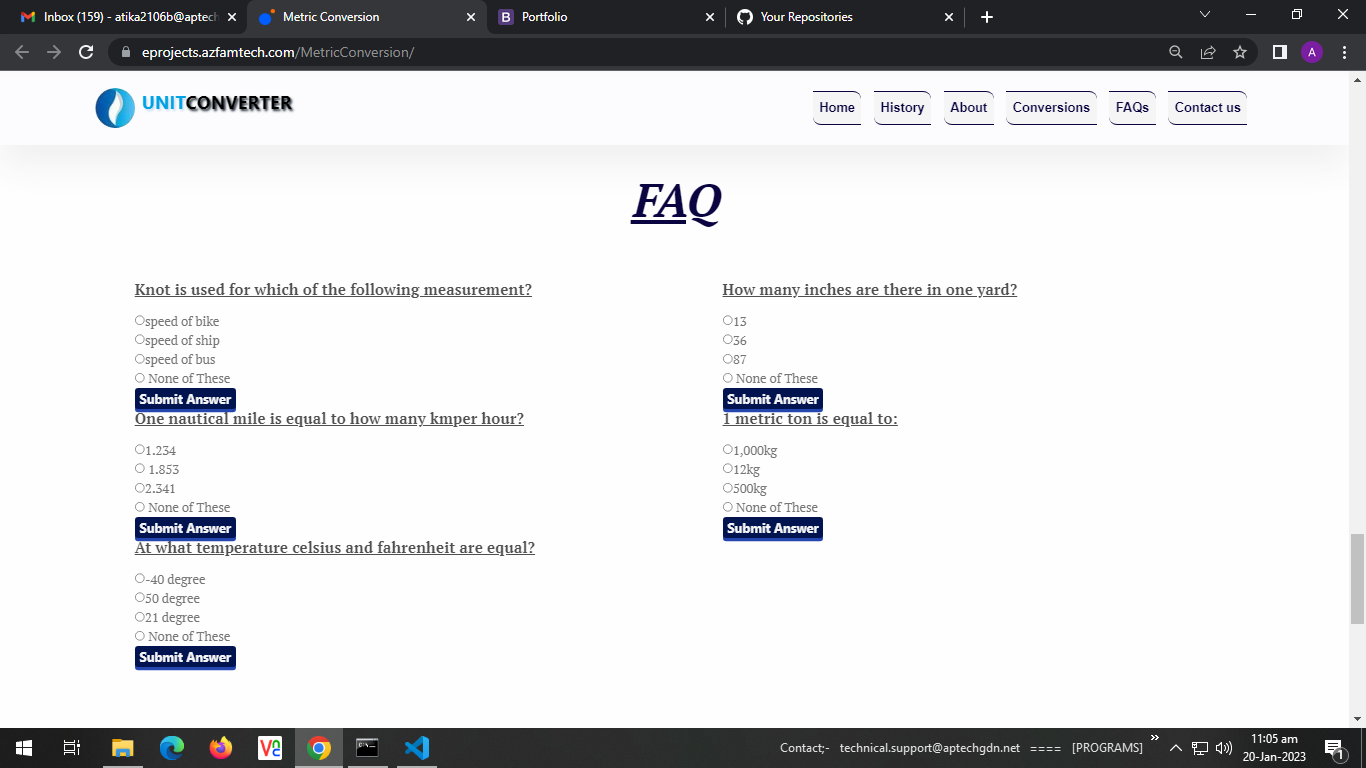 Inbox (159) - atika2106b@aptech
Metric Conversion
Portfolio
Your Repositories
eprojects.azfamtech.com/MetricConversion/
A
UNITCONVERTER
Home
History
About
Conversions
FAQs
Contact us
FAQ
Knot is used for which of the following measurement?
speed of bike
speed of ship
speed of bus
None of These
Submit Answer
How many inches are there in one yard?
13
36
87
None of These
Submit Answer
One nautical mile is equal to how many kmper hour?
1.234
1.853
2.341
None of These
Submit Answer
1 metric ton is equal to:
1,000kg
12kg
500kg
None of These
Submit Answer
At what temperature celsius and fahrenheit are equal?
-40 degree
50 degree
21 degree
None of These
Submit Answer
Contact;- technical.support@aptechgdn.net ==== [PROGRAMS]
11:05 am
20-Jan-2023
1